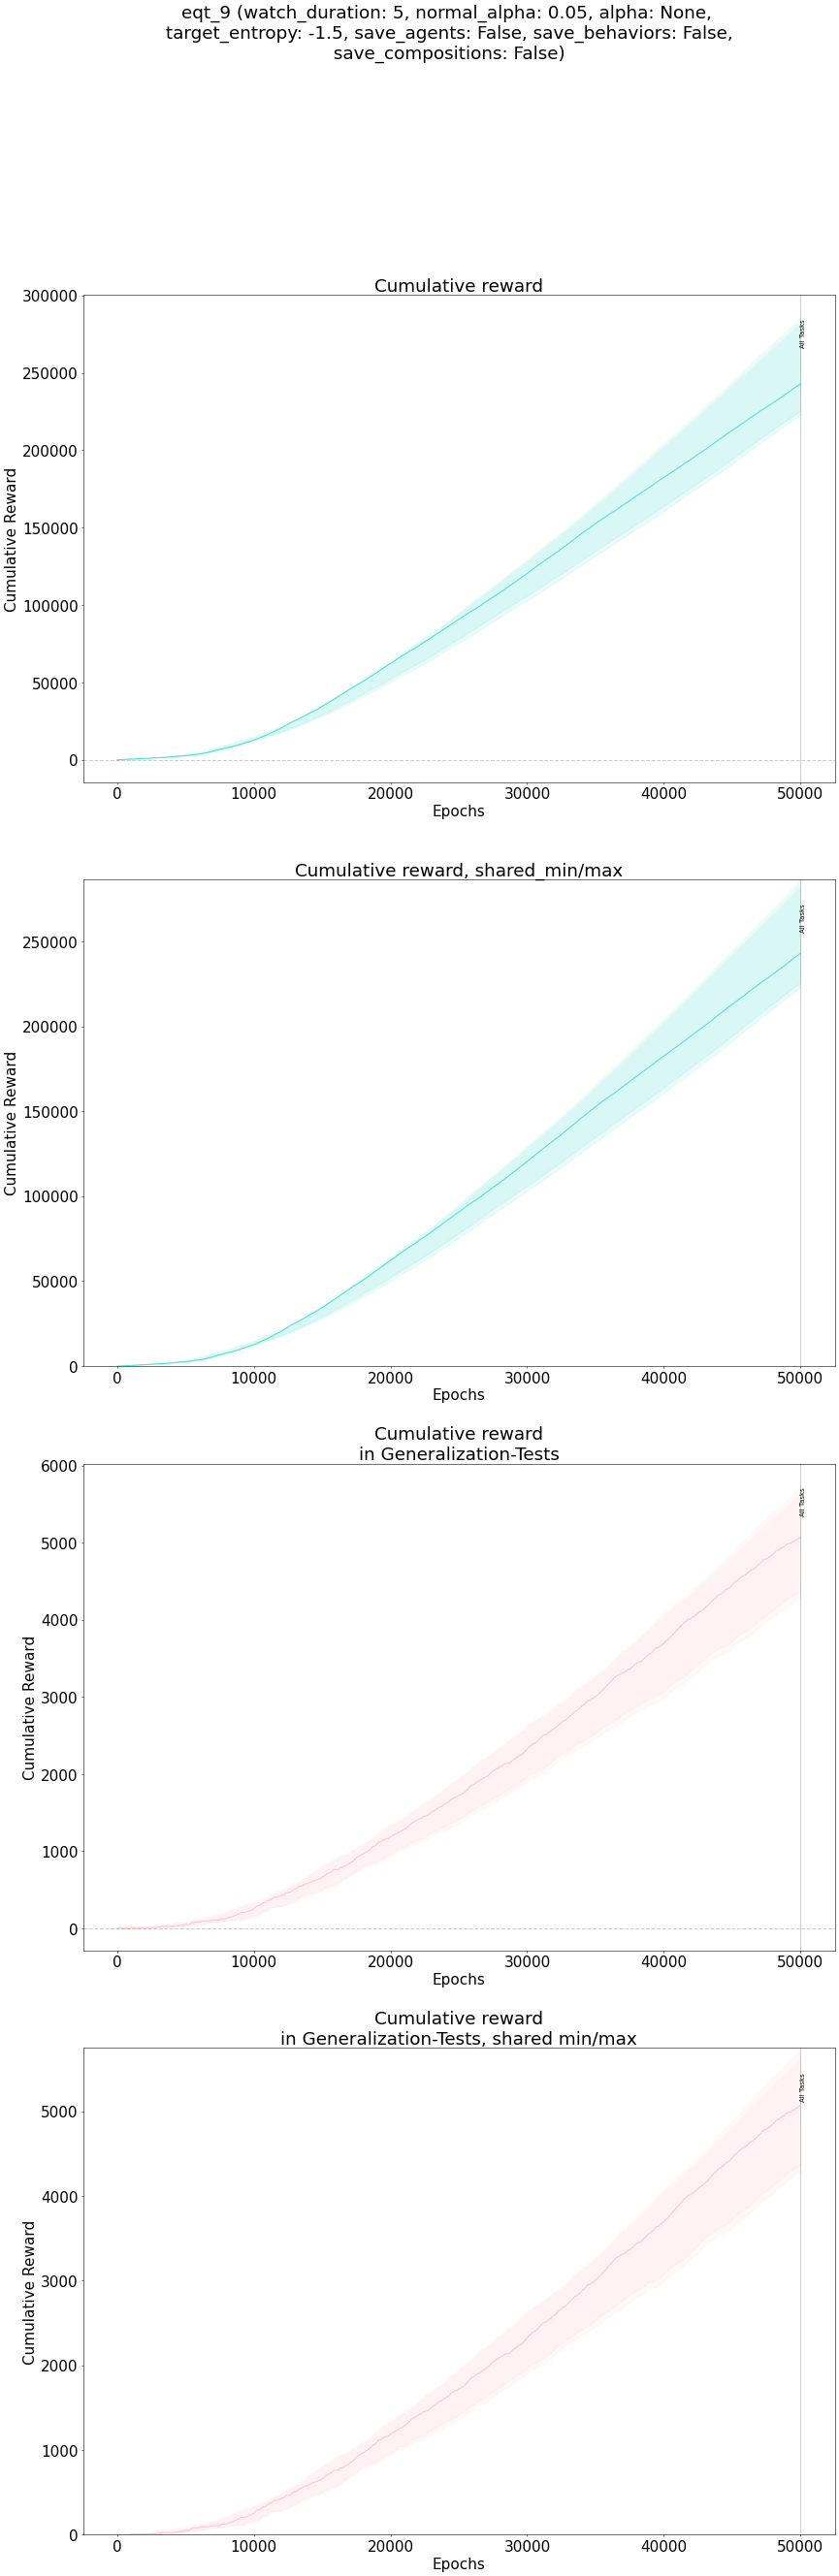 eqt_9 (watch_duration: 5, normal_alpha: 0.05, alpha: None,
target_entropy: -1.5, save_agents: False, save_behaviors: False,
save_compositions: False)
Cumulative reward
300000
250000
200000
150000
100000
50000
0
Cumulative Reward
All Tasks
0 10000 20000 30000 40000 50000
Epochs
Cumulative reward, shared_min/max
250000
200000
150000
100000
50000
0
Cumulative Reward
All Tasks
0 10000 20000 30000 40000 50000
Epochs
Cumulative reward
in Generalization-Tests
6000
5000
4000
3000
2000
1000
0
Cumulative Reward
All Tasks
0 10000 20000 30000 40000 50000
Epochs
Cumulative reward
in Generalization-Tests, shared min/max
5000
4000
3000
2000
1000
0
Cumulative Reward
All Tasks
0 10000 20000 30000 40000 50000
Epochs